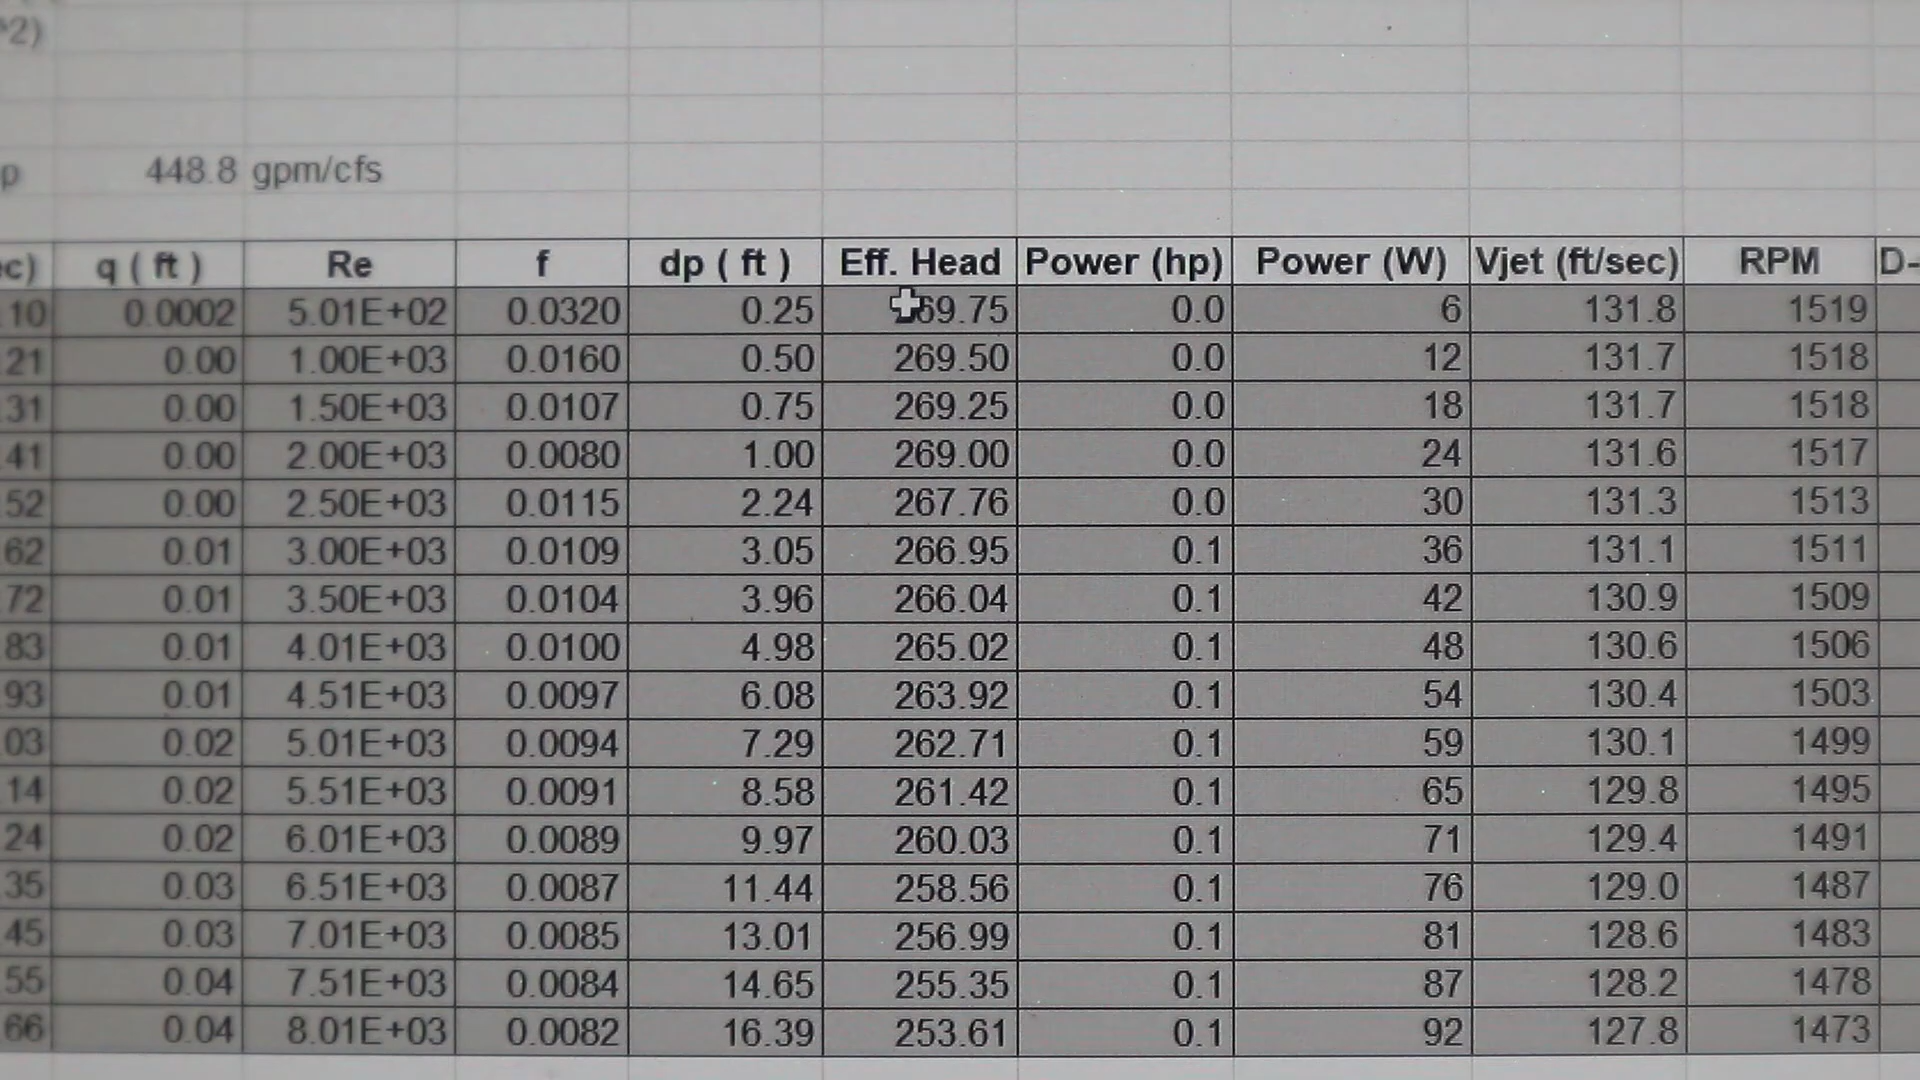 ^2)
p 448.8 gpm/cfs
ec) q ( ft ) Re f dp ( ft ) Eff. Head Power (hp) Power (W) Vjet (ft/sec) RPM D-
10 0.0002 5.01E+02 0.0320 0.25 69.75 0.0 6 131.8 1519
21 0.00 1.00E+03 0.0160 0.50 269.50 0.0 12 131.7 1518
31 0.00 1.50E+03 0.0107 0.75 269.25 0.0 18 131.7 1518
41 0.00 2.00E+03 0.0080 1.00 269.00 0.0 24 131.6 1517
52 0.00 2.50E+03 0.0115 2.24 267.76 0.0 30 131.3 1513
62 0.01 3.00E+03 0.0109 3.05 266.95 0.1 36 131.1 1511
72 0.01 3.50E+03 0.0104 3.96 266.04 0.1 42 130.9 1509
83 0.01 4.01E+03 0.0100 4.98 265.02 0.1 48 130.6 1506
93 0.01 4.51E+03 0.0097 6.08 263.92 0.1 54 130.4 1503
03 0.02 5.01E+03 0.0094 7.29 262.71 0.1 59 130.1 1499
14 0.02 5.51E+03 0.0091 8.58 261.42 0.1 65 129.8 1495
24 0.02 6.01E+03 0.0089 9.97 260.03 0.1 71 129.4 1491
35 0.03 6.51E+03 0.0087 11.44 258.56 0.1 76 129.0 1487
45 0.03 7.01E+03 0.0085 13.01 256.99 0.1 81 128.6 1483
55 0.04 7.51E+03 0.0084 14.65 255.35 0.1 87 128.2 1478
66 0.04 8.01E+03 0.0082 16.39 253.61 0.1 92 127.8 1473